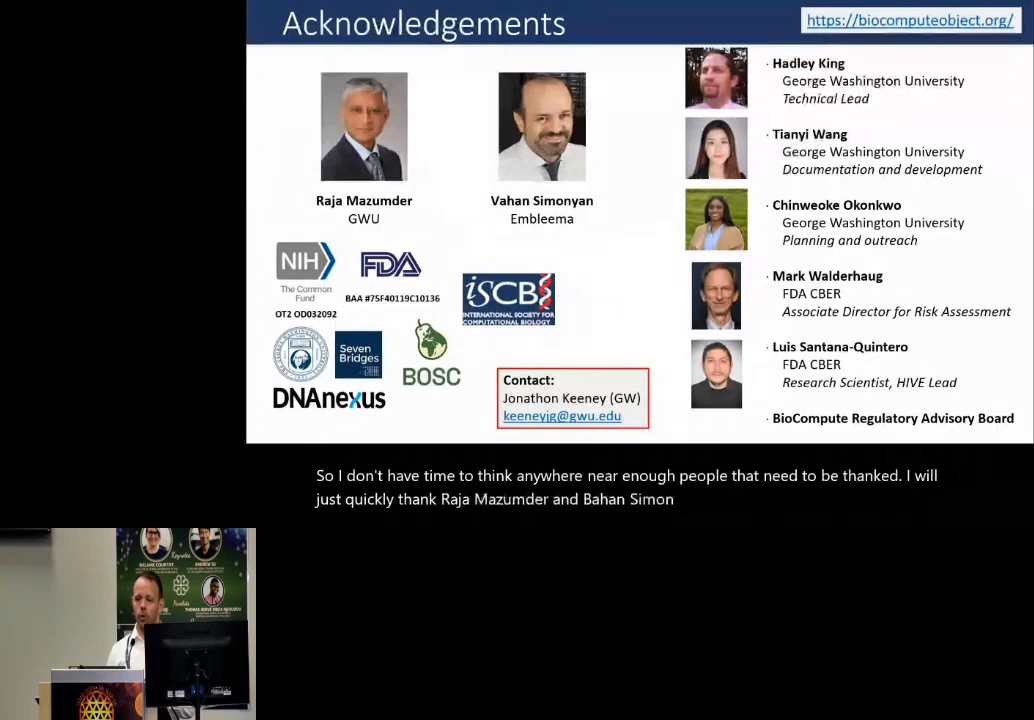 Acknowledgements
https://biocomputeobject.org/
Raja Mazumder
GWU
Vahan Simonyan
Embleema
NIH
The Common
Fund
OT2 OD032092
FDA
BAA #75F40119C10136
iSCB
INTERNATIONAL SOCIETY FOR
COMPUTATIONAL BIOLOGY
Seven
Bridges
BOSC
DNAnexus
Contact:
Jonathon Keeney (GW)
keeneyjg@gwu.edu
· Hadley King
George Washington University
Technical Lead
· Tianyi Wang
George Washington University
Documentation and development
· Chinweoke Okonkwo
George Washington University
Planning and outreach
· Mark Walderhaug
FDA CBER
Associate Director for Risk Assessment
· Luis Santana-Quintero
FDA CBER
Research Scientist, HIVE Lead
· BioCompute Regulatory Advisory Board
So I don't have time to think anywhere near enough people that need to be thanked. I will
just quickly thank Raja Mazumder and Bahan Simon
MELANIE COURTOT
Keynotes
ANDREW SU